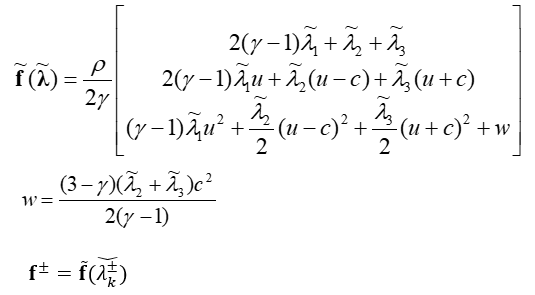 f̃(λ̃) = ρ/2γ [
2(γ−1)λ̃₁ + λ̃₂ + λ̃₃
2(γ−1)λ̃₁u + λ̃₂(u−c) + λ̃₃(u+c)
(γ−1)λ̃₁u² + λ̃₂/2 (u−c)² + λ̃₃/2 (u+c)² + w
]
w = (3−γ)(λ̃₂ + λ̃₃)c² / 2(γ−1)
f± = f̃(λ̃ₖ±)